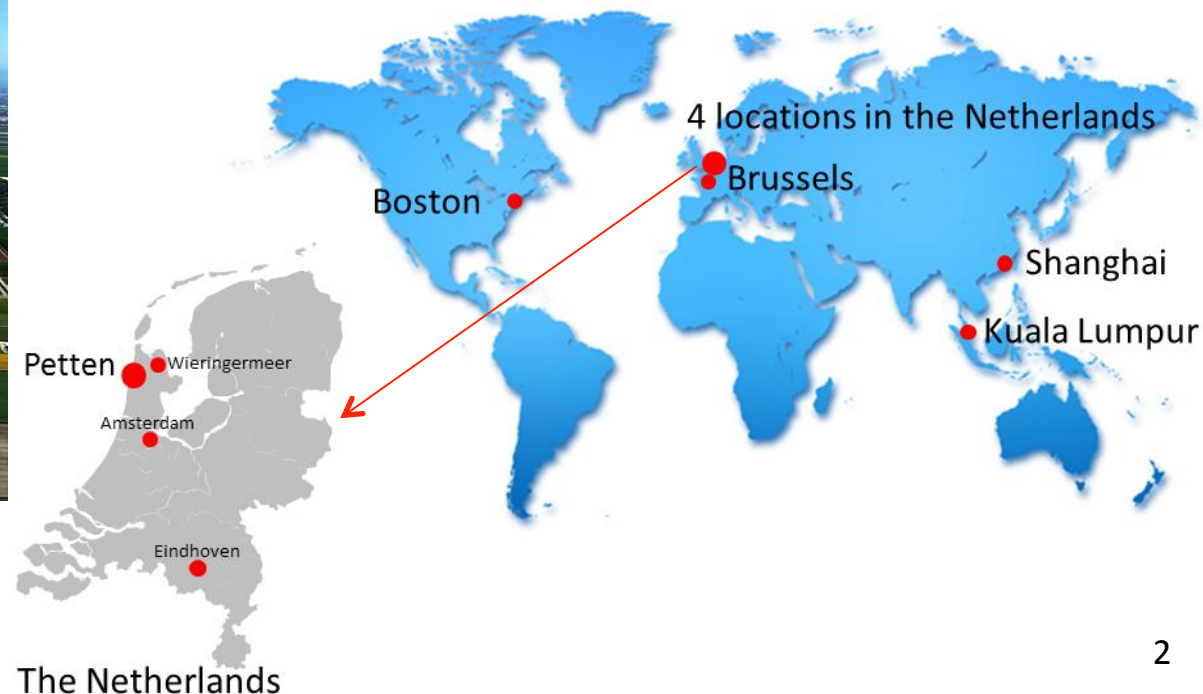 4 locations in the Netherlands
Brussels
Boston
Shanghai
Kuala Lumpur
Petten
Wieringermeer
Amsterdam
Eindhoven
The Netherlands
2